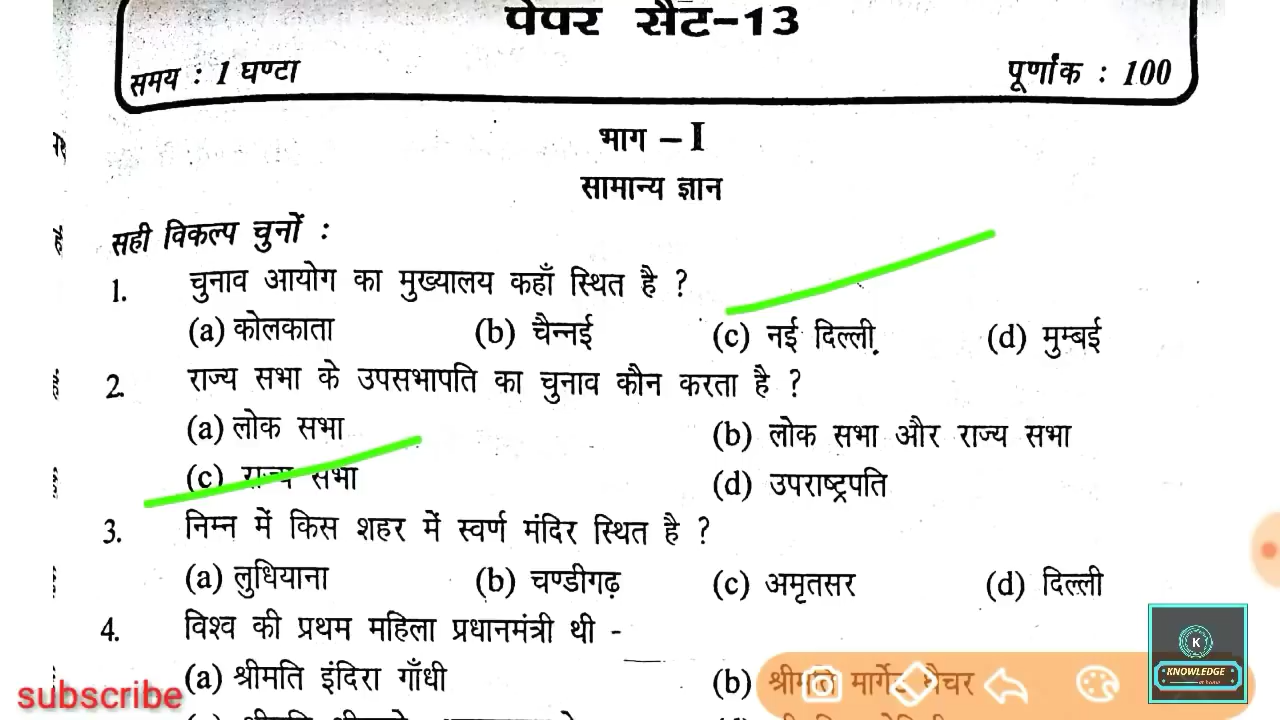 पेपर सैट-13
समय : 1 घण्टा पूर्णांक : 100
भाग - I
सामान्य ज्ञान
सही विकल्प चुनों :
1. चुनाव आयोग का मुख्यालय कहाँ स्थित है ?
(a) कोलकाता (b) चैन्नई (c) नई दिल्ली. (d) मुम्बई
2. राज्य सभा के उपसभापति का चुनाव कौन करता है ?
(a) लोक सभा (b) लोक सभा और राज्य सभा
(c) राज्य सभा (d) उपराष्ट्रपति
3. निम्न में किस शहर में स्वर्ण मंदिर स्थित है ?
(a) लुधियाना (b) चण्डीगढ़ (c) अमृतसर (d) दिल्ली
4. विश्व की प्रथम महिला प्रधानमंत्री थी -
(a) श्रीमति इंदिरा गाँधी (b) श्रीमति मार्गेट थैचर
subscribe
K
KNOWLEDGE
at home